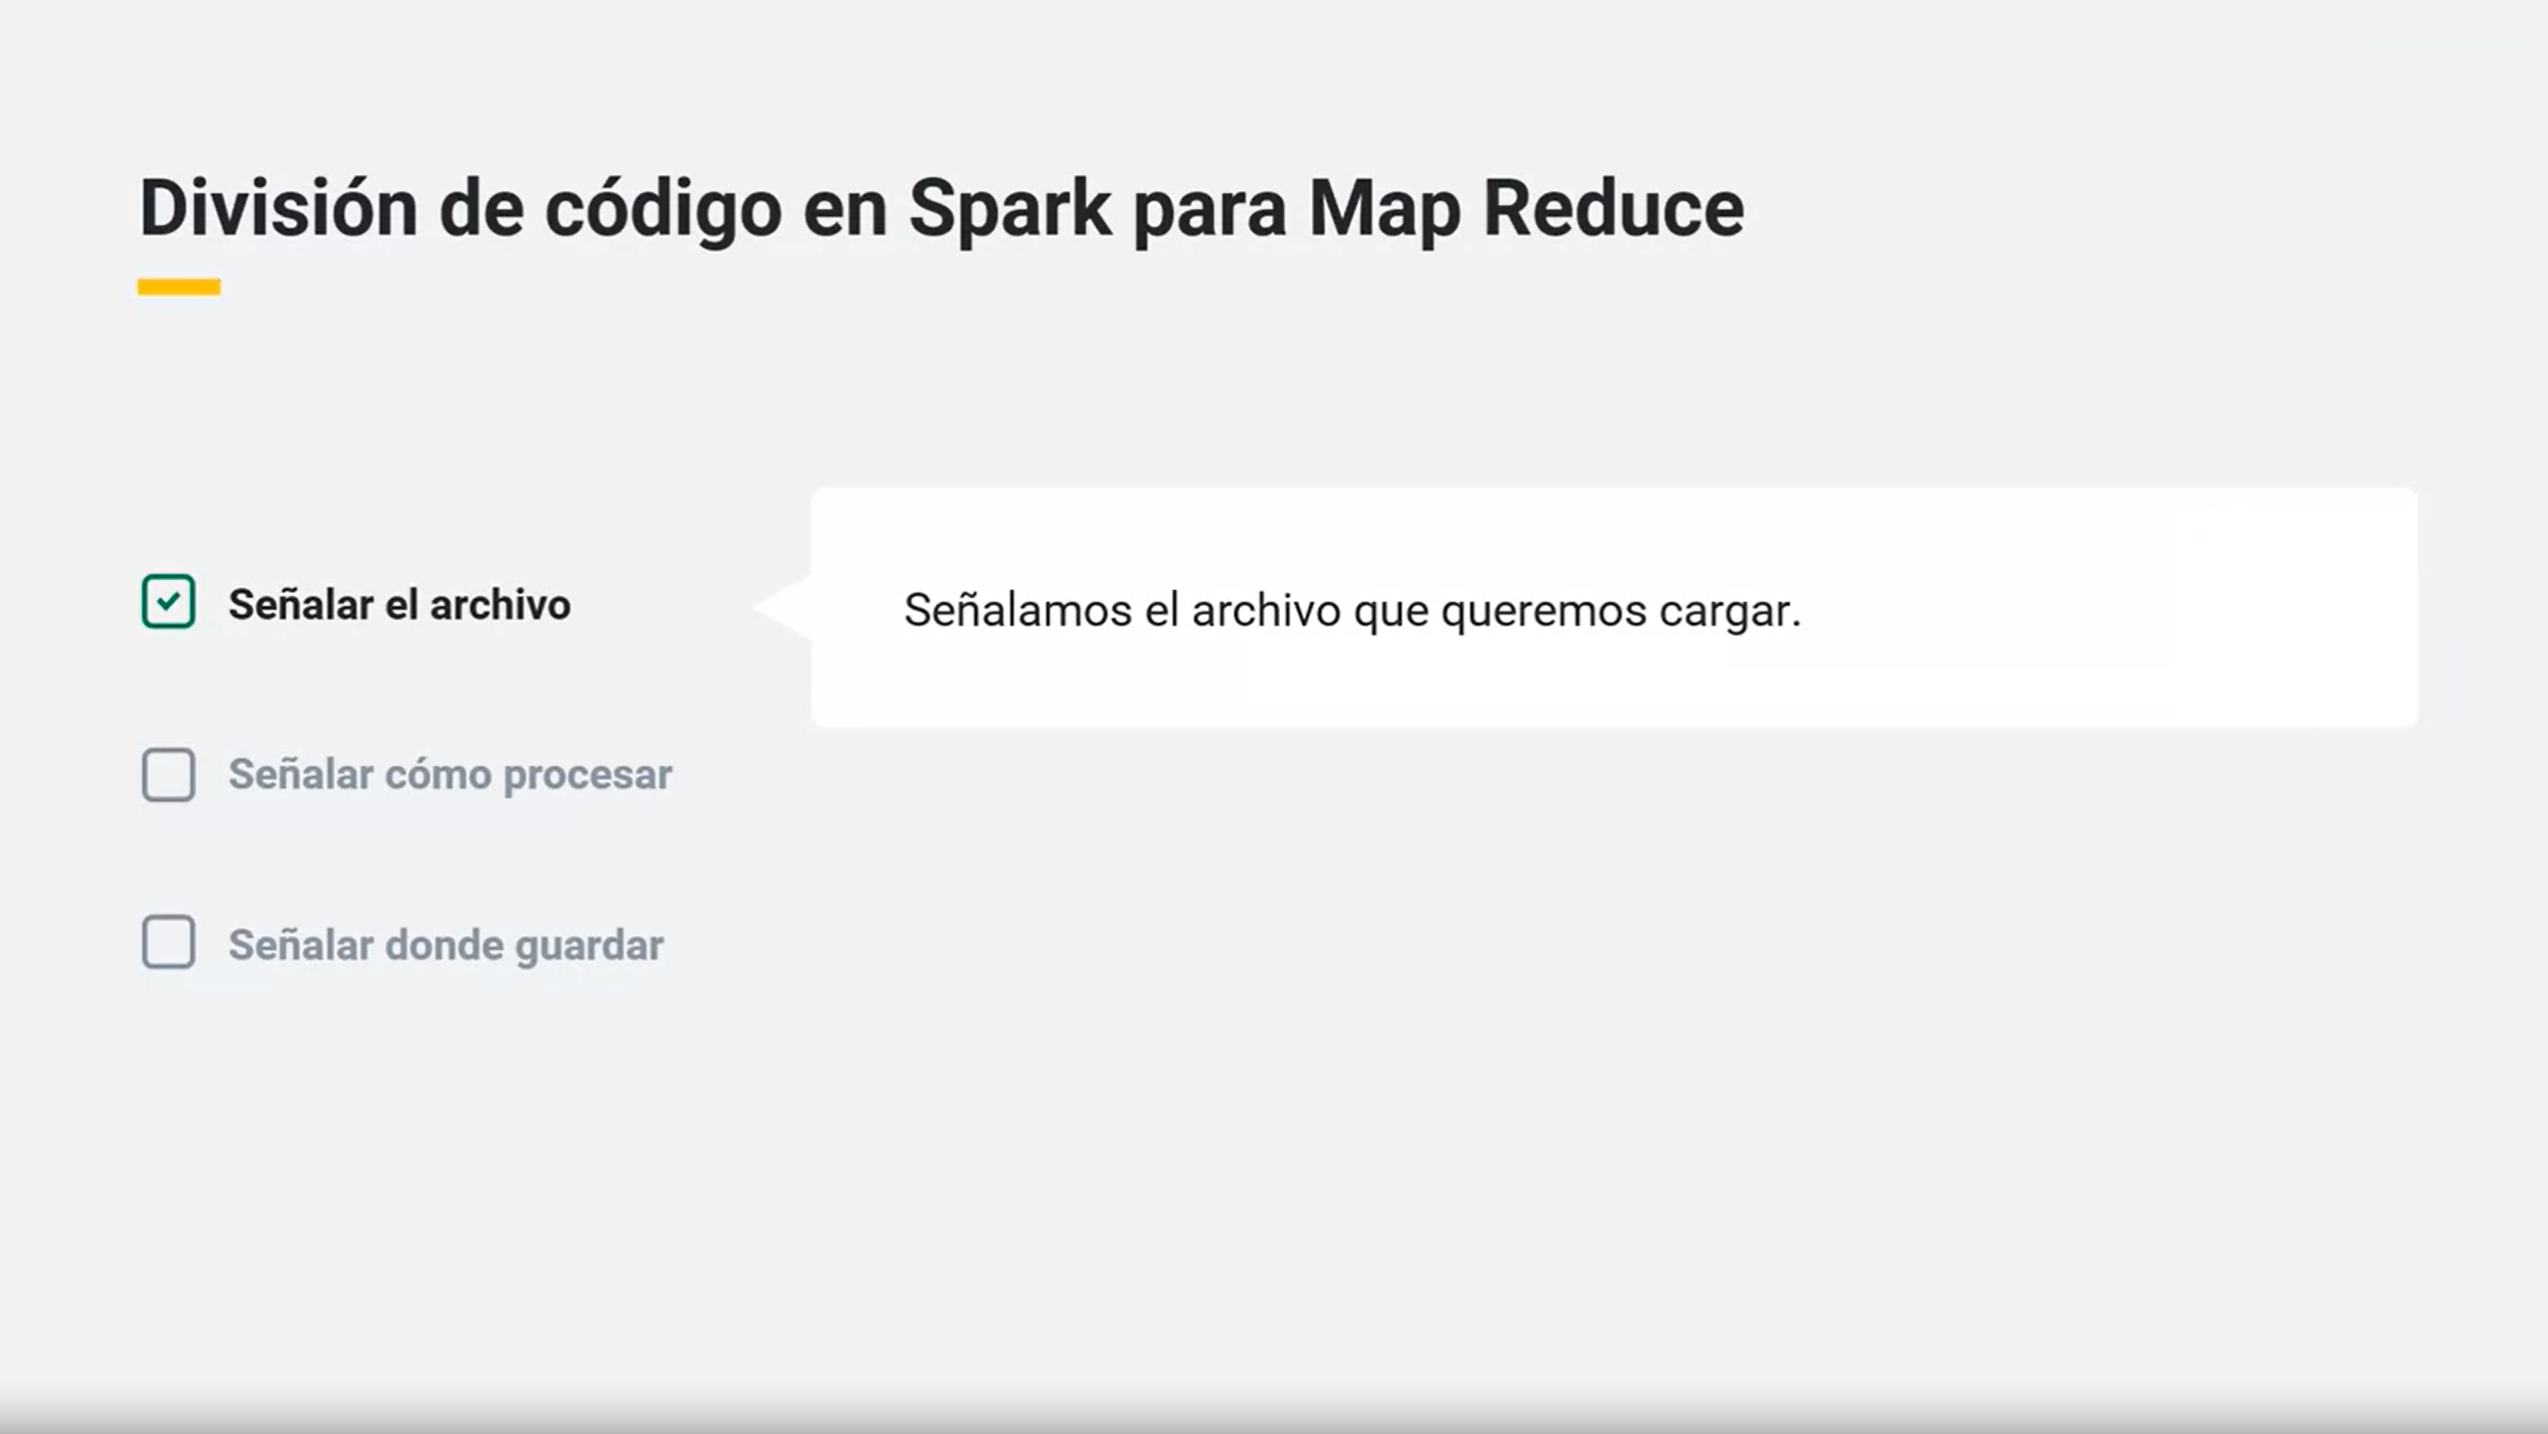 División de código en Spark para Map Reduce
Señalar el archivo
Señalamos el archivo que queremos cargar.
Señalar cómo procesar
Señalar donde guardar